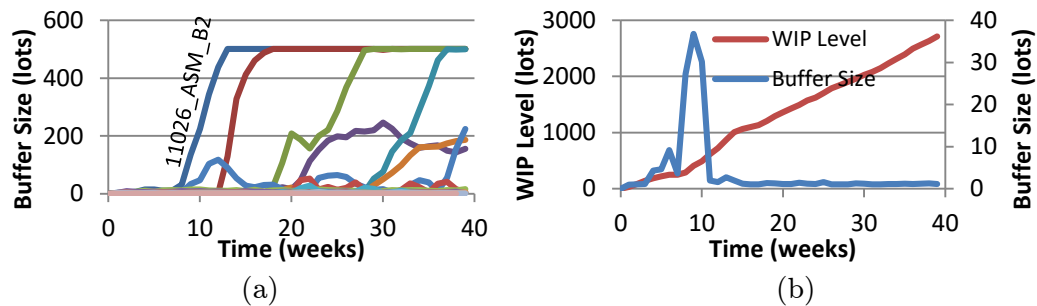 600
400
200
0
Buffer Size (lots)
11026_ASM_B2
0 10 20 30 40
Time (weeks)
(a)
3000
2000
1000
0
WIP Level (lots)
WIP Level
Buffer Size
40
30
20
10
0
Buffer Size (lots)
0 10 20 30 40
Time (weeks)
(b)